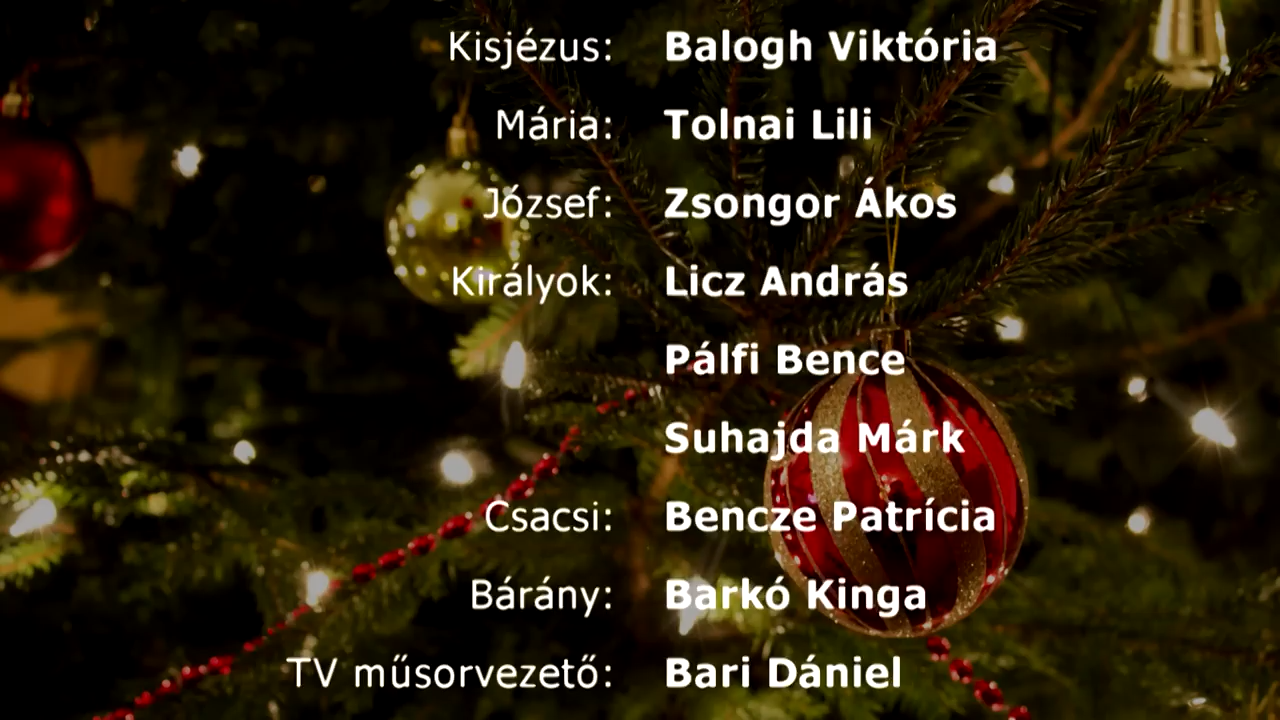 Kisjézus: Balogh Viktória
Mária: Tolnai Lili
József: Zsongor Ákos
Királyok: Licz András
Pálfi Bence
Suhajda Márk
Csacsi: Bencze Patrícia
Bárány: Barkó Kinga
TV műsorvezető: Bari Dániel